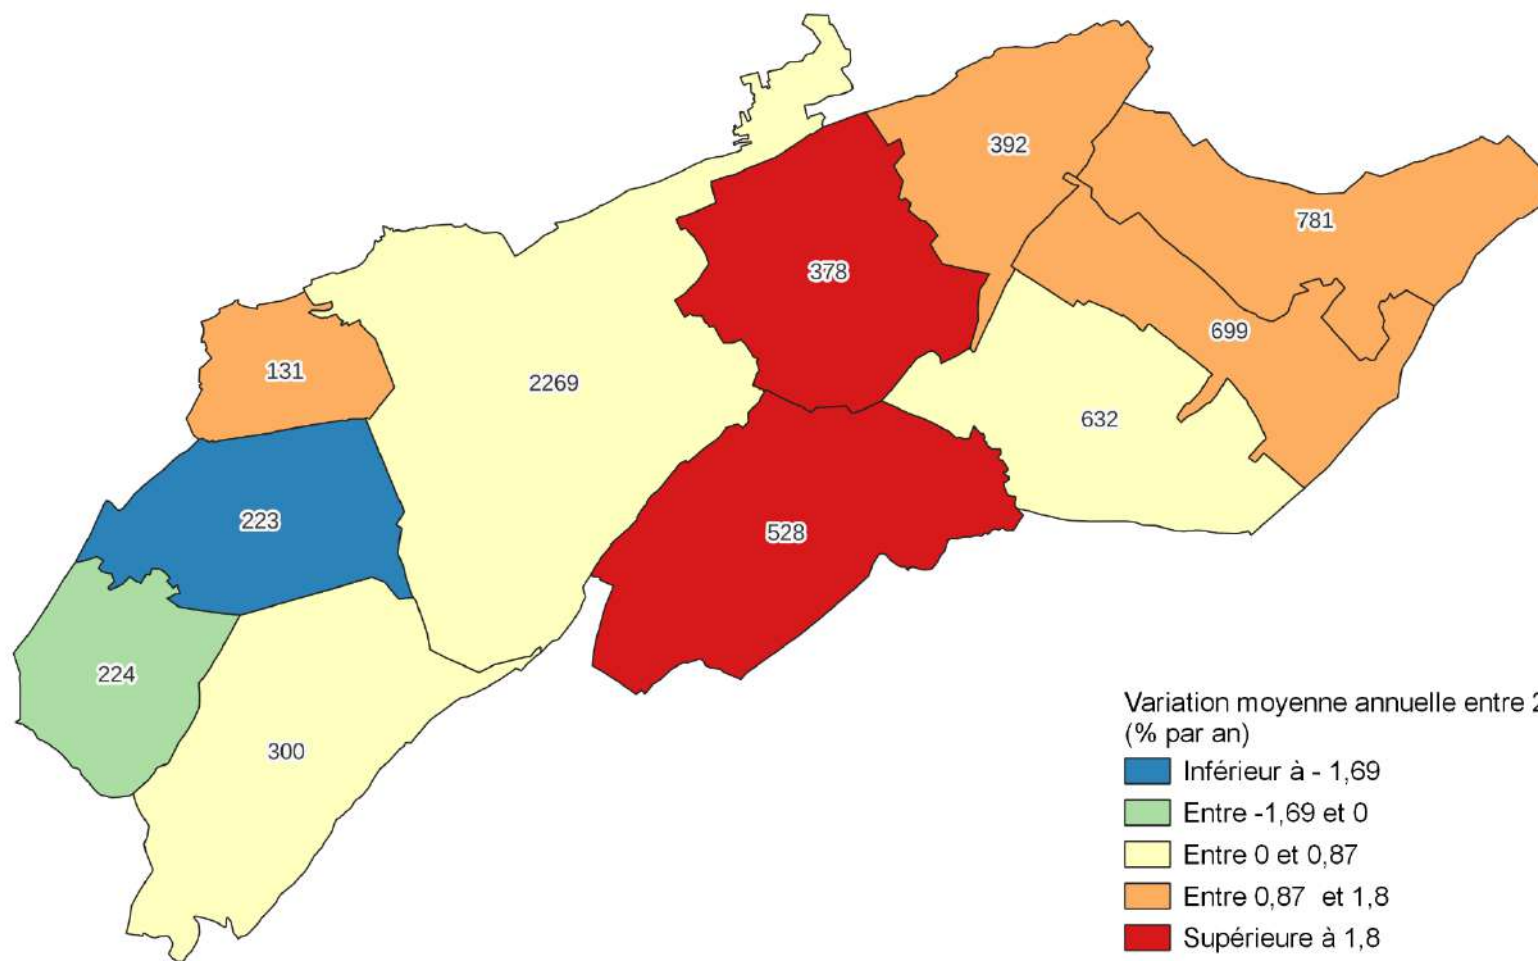 392
781
378
699
131
2269
632
223
528
224
300
Variation moyenne annuelle entre 2
(% par an)
Inférieur à - 1,69
Entre -1,69 et 0
Entre 0 et 0,87
Entre 0,87 et 1,8
Supérieure à 1,8